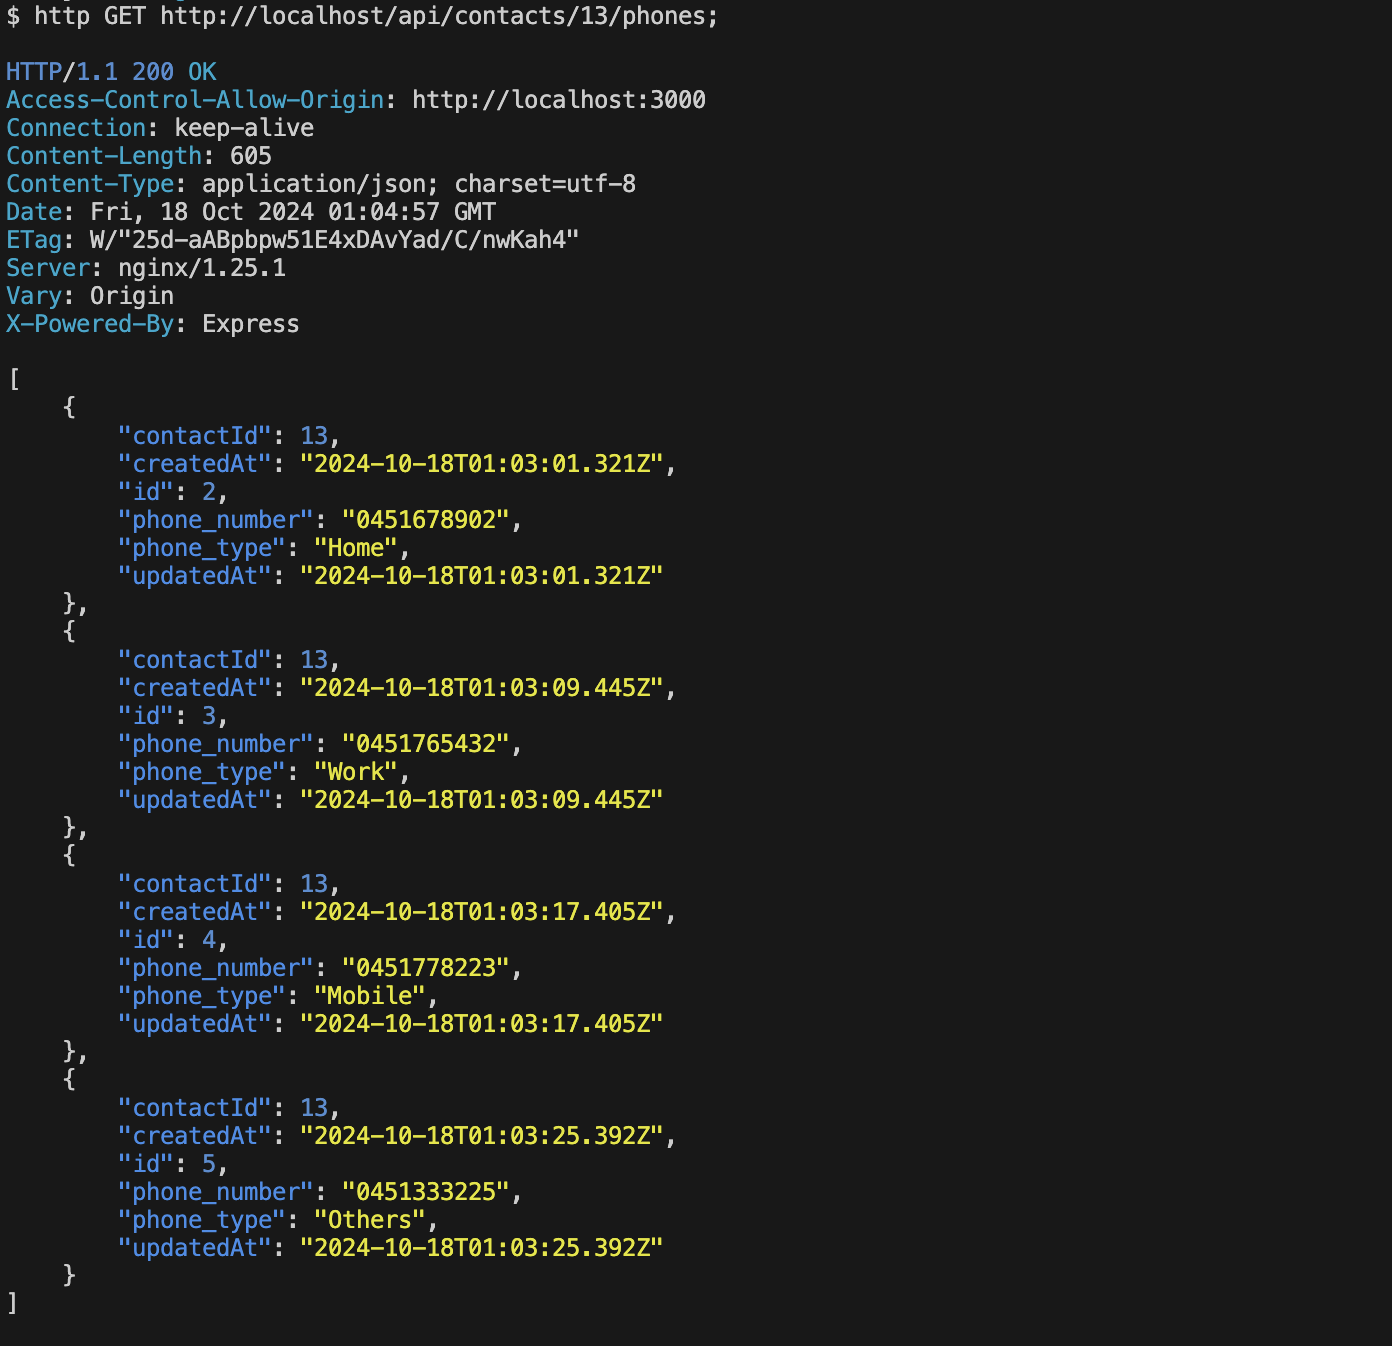 $ http GET http://localhost/api/contacts/13/phones;
HTTP/1.1 200 OK
Access-Control-Allow-Origin: http://localhost:3000
Connection: keep-alive
Content-Length: 605
Content-Type: application/json; charset=utf-8
Date: Fri, 18 Oct 2024 01:04:57 GMT
ETag: W/"25d-aABpbpw51E4xDAvYad/C/nwKah4"
Server: nginx/1.25.1
Vary: Origin
X-Powered-By: Express
[
    {
        "contactId": 13,
        "createdAt": "2024-10-18T01:03:01.321Z",
        "id": 2,
        "phone_number": "0451678902",
        "phone_type": "Home",
        "updatedAt": "2024-10-18T01:03:01.321Z"
    },
    {
        "contactId": 13,
        "createdAt": "2024-10-18T01:03:09.445Z",
        "id": 3,
        "phone_number": "0451765432",
        "phone_type": "Work",
        "updatedAt": "2024-10-18T01:03:09.445Z"
    },
    {
        "contactId": 13,
        "createdAt": "2024-10-18T01:03:17.405Z",
        "id": 4,
        "phone_number": "0451778223",
        "phone_type": "Mobile",
        "updatedAt": "2024-10-18T01:03:17.405Z"
    },
    {
        "contactId": 13,
        "createdAt": "2024-10-18T01:03:25.392Z",
        "id": 5,
        "phone_number": "0451333225",
        "phone_type": "Others",
        "updatedAt": "2024-10-18T01:03:25.392Z"
    }
]